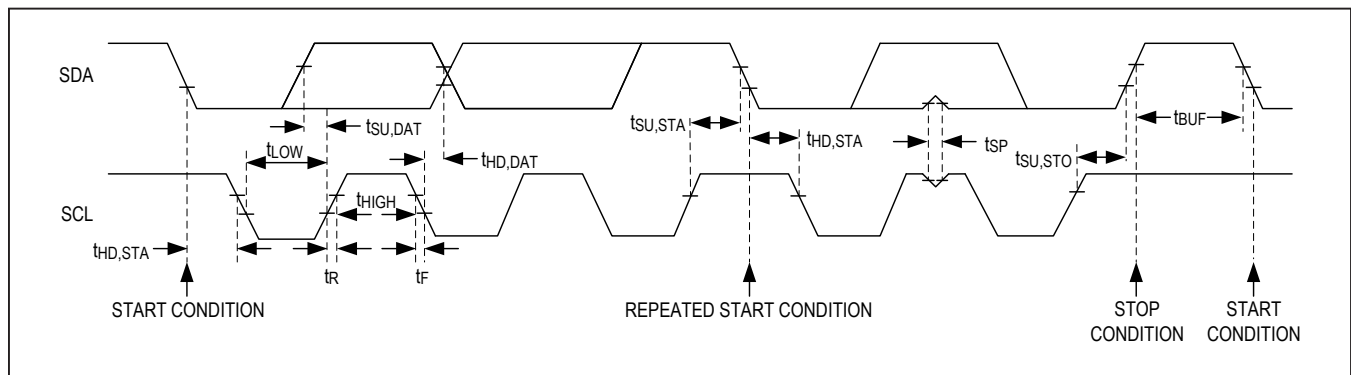 SDA
tSU,DAT
tLOW
tHD,DAT
tSU,STA
tHD,STA
tSP
tSU,STO
tBUF
SCL
tHIGH
tHD,STA
tR
tF
START CONDITION
REPEATED START CONDITION
STOP
CONDITION
START
CONDITION